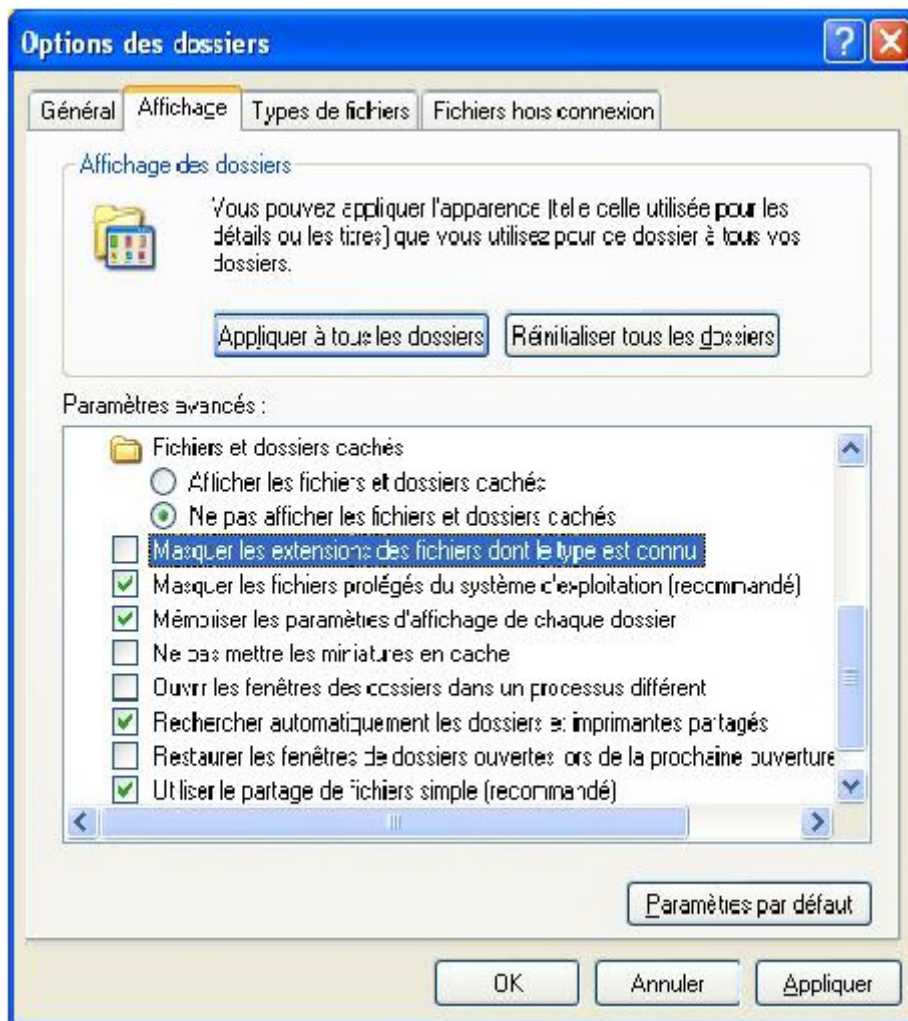 Options des dossiers
Général
Affichage
Types de fichiers
Fichiers hors connexion
Affichage des dossiers
Vous pouvez appliquer l'apparence (telle celle utilisée pour les
détails ou les titres) que vous utilisez pour ce dossier à tous vos
dossiers.
Appliquer à tous les dossiers
Réinitialiser tous les dossiers
Paramètres avancés :
Fichiers et dossiers cachés
Afficher les fichiers et dossiers cachés
Ne pas afficher les fichiers et dossiers cachés
Masquer les extensions des fichiers dont le type est connu
Masquer les fichiers protégés du système d'exploitation (recommandé)
Mémoriser les paramètres d'affichage de chaque dossier
Ne pas mettre les miniatures en cache
Ouvrir les fenêtres des dossiers dans un processus différent
Rechercher automatiquement les dossiers et imprimantes partagés
Restaurer les fenêtres de dossiers ouvertes lors de la prochaine ouverture
Utiliser le partage de fichiers simple (recommandé)
Paramètres par défaut
OK
Annuler
Appliquer